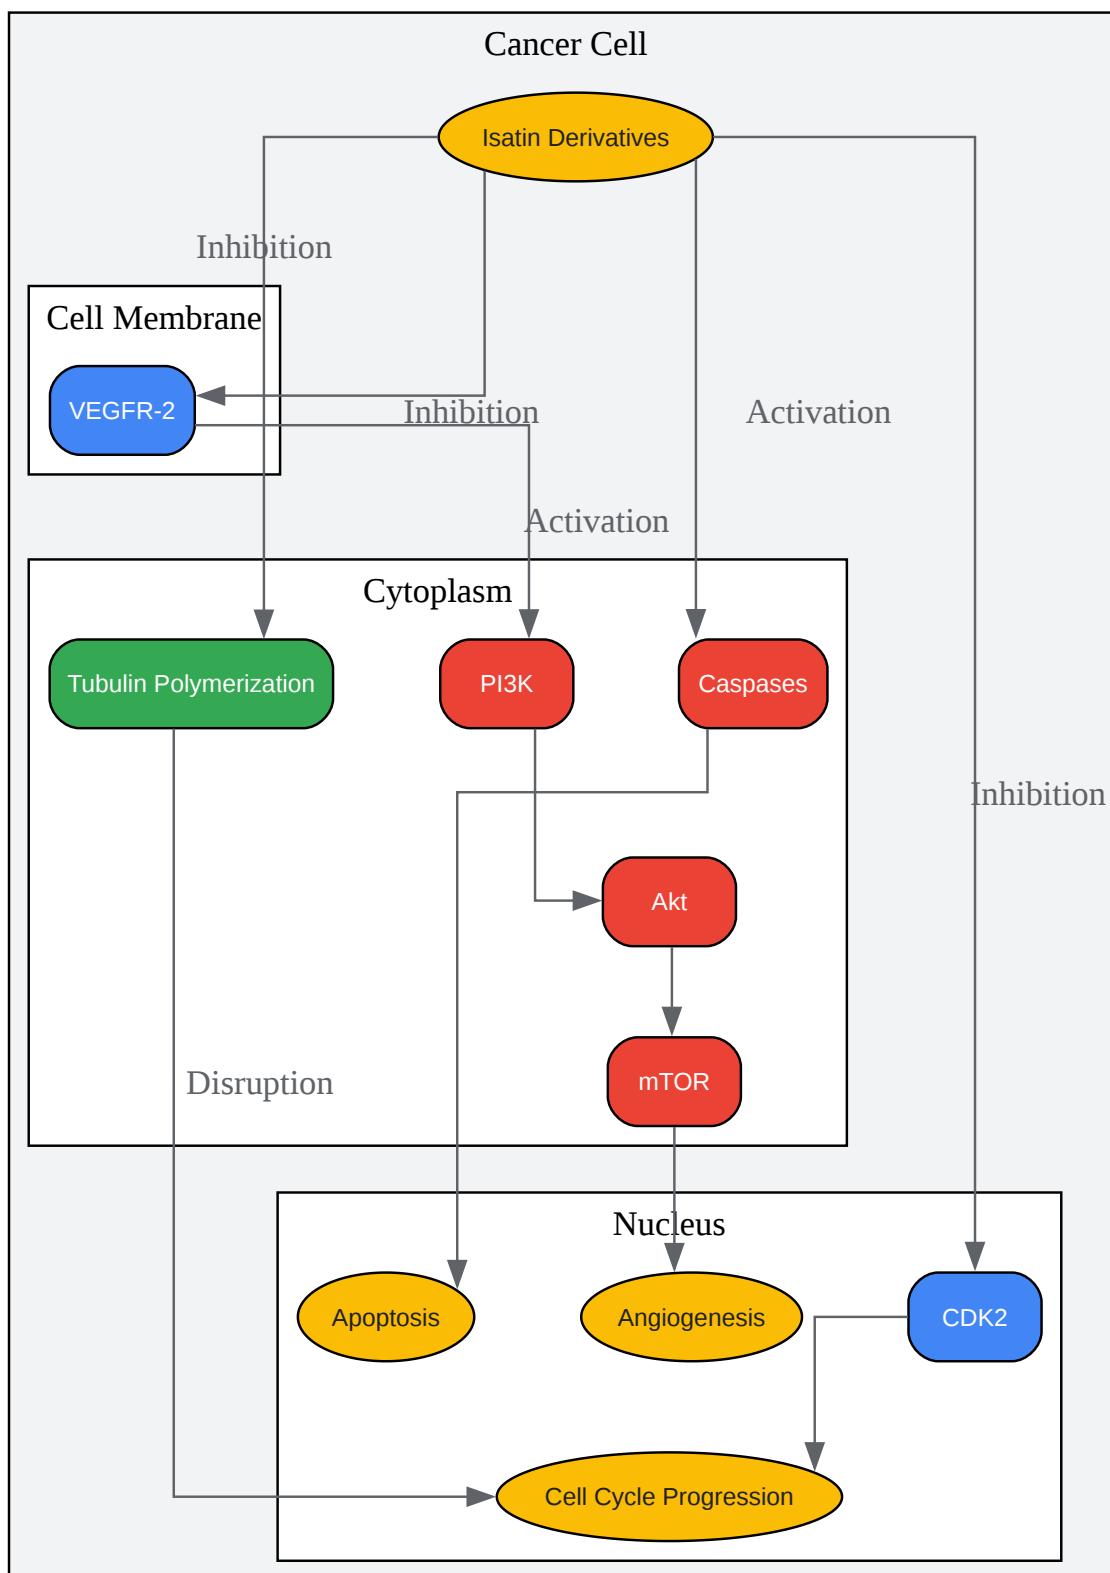 Cancer Cell
Isatin Derivatives
Inhibition
Cell Membrane
VEGFR-2
Inhibition
Activation
Activation
Cytoplasm
Tubulin Polymerization
PI3K
Caspases
Inhibition
Akt
mTOR
Disruption
Nucleus
Apoptosis
Angiogenesis
CDK2
Cell Cycle Progression